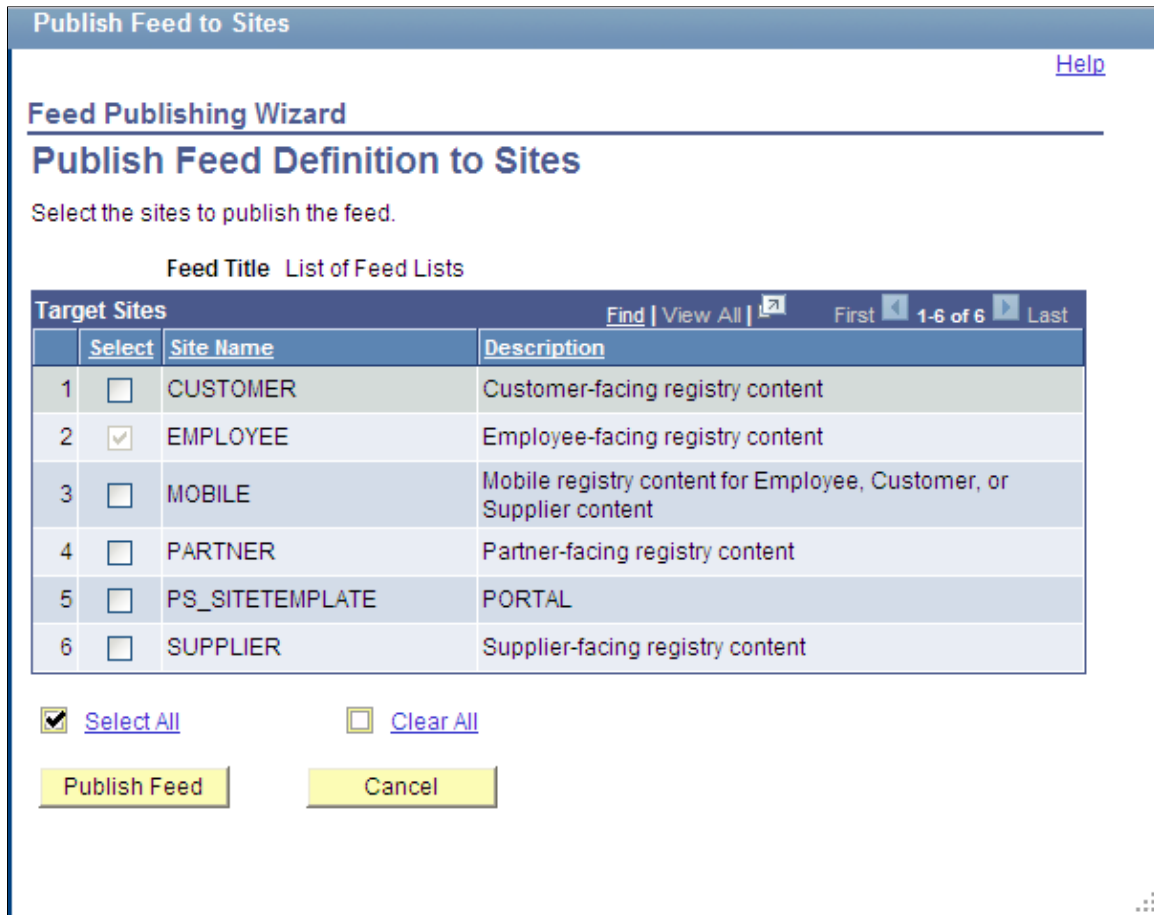 Publish Feed to Sites
Help
Feed Publishing Wizard
Publish Feed Definition to Sites
Select the sites to publish the feed.
Feed Title List of Feed Lists
Target Sites Find | View All | First 1-6 of 6 Last
Select Site Name Description
1 CUSTOMER Customer-facing registry content
2 EMPLOYEE Employee-facing registry content
3 MOBILE Mobile registry content for Employee, Customer, or
Supplier content
4 PARTNER Partner-facing registry content
5 PS_SITETEMPLATE PORTAL
6 SUPPLIER Supplier-facing registry content
Select All Clear All
Publish Feed Cancel